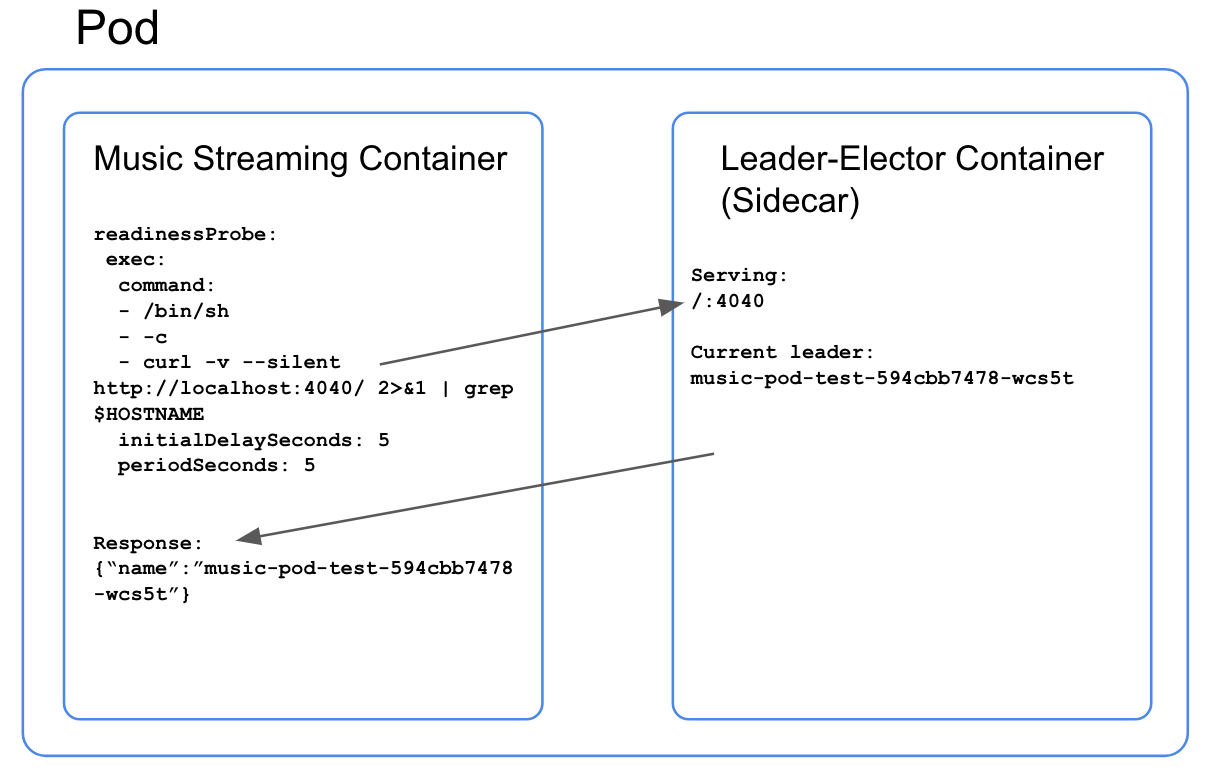 Pod
Music Streaming Container
readinessProbe:
 exec:
  command:
  - /bin/sh
  - -c
  - curl -v --silent
http://localhost:4040/ 2>&1 | grep
$HOSTNAME
  initialDelaySeconds: 5
  periodSeconds: 5
Response:
{“name”:”music-pod-test-594cbb7478
-wcs5t”}
Leader-Elector Container
(Sidecar)
Serving:
/:4040
Current leader:
music-pod-test-594cbb7478-wcs5t